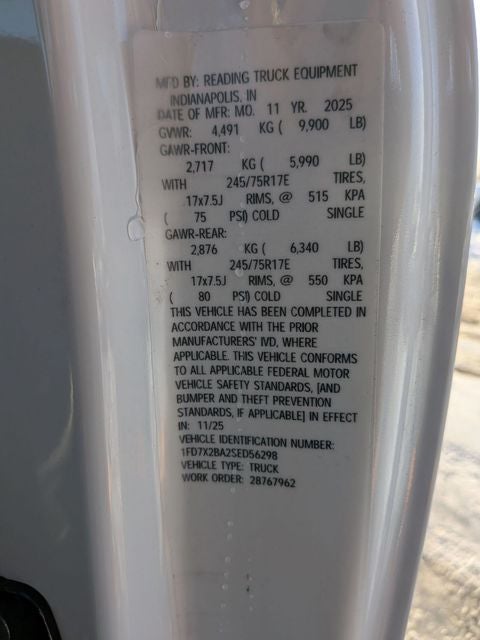 MFD BY: READING TRUCK EQUIPMENT
INDIANAPOLIS, IN
DATE OF MFR: MO. 11 YR. 2025
GVWR: 4,491 KG ( 9,900 LB)
GAWR-FRONT:
2,717 KG ( 5,990 LB)
WITH 245/75R17E TIRES,
17x7.5J RIMS, @ 515 KPA
( 75 PSI) COLD SINGLE
GAWR-REAR:
2,876 KG ( 6,340 LB)
WITH 245/75R17E TIRES,
17x7.5J RIMS, @ 550 KPA
( 80 PSI) COLD SINGLE
THIS VEHICLE HAS BEEN COMPLETED IN
ACCORDANCE WITH THE PRIOR
MANUFACTURERS' IVD, WHERE
APPLICABLE. THIS VEHICLE CONFORMS
TO ALL APPLICABLE FEDERAL MOTOR
VEHICLE SAFETY STANDARDS, [AND
BUMPER AND THEFT PREVENTION
STANDARDS, IF APPLICABLE] IN EFFECT
IN: 11/25
VEHICLE IDENTIFICATION NUMBER:
1FD7X2BA2SED56298
VEHICLE TYPE: TRUCK
WORK ORDER: 28767962